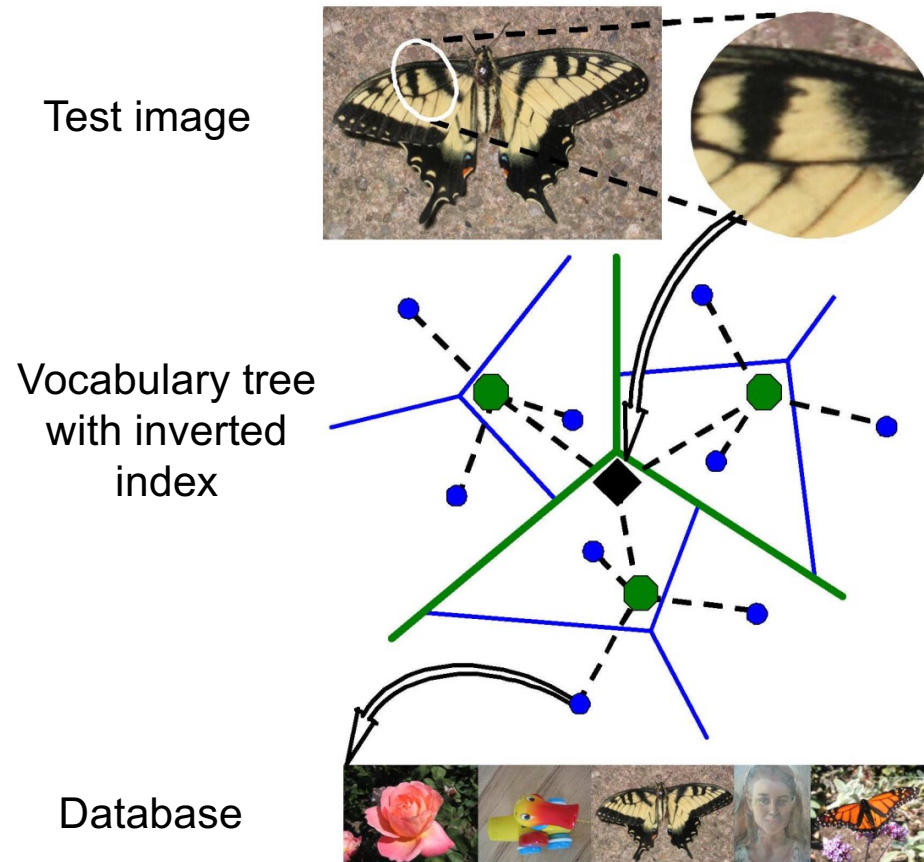 Test image
Vocabulary tree
with inverted
index
Database